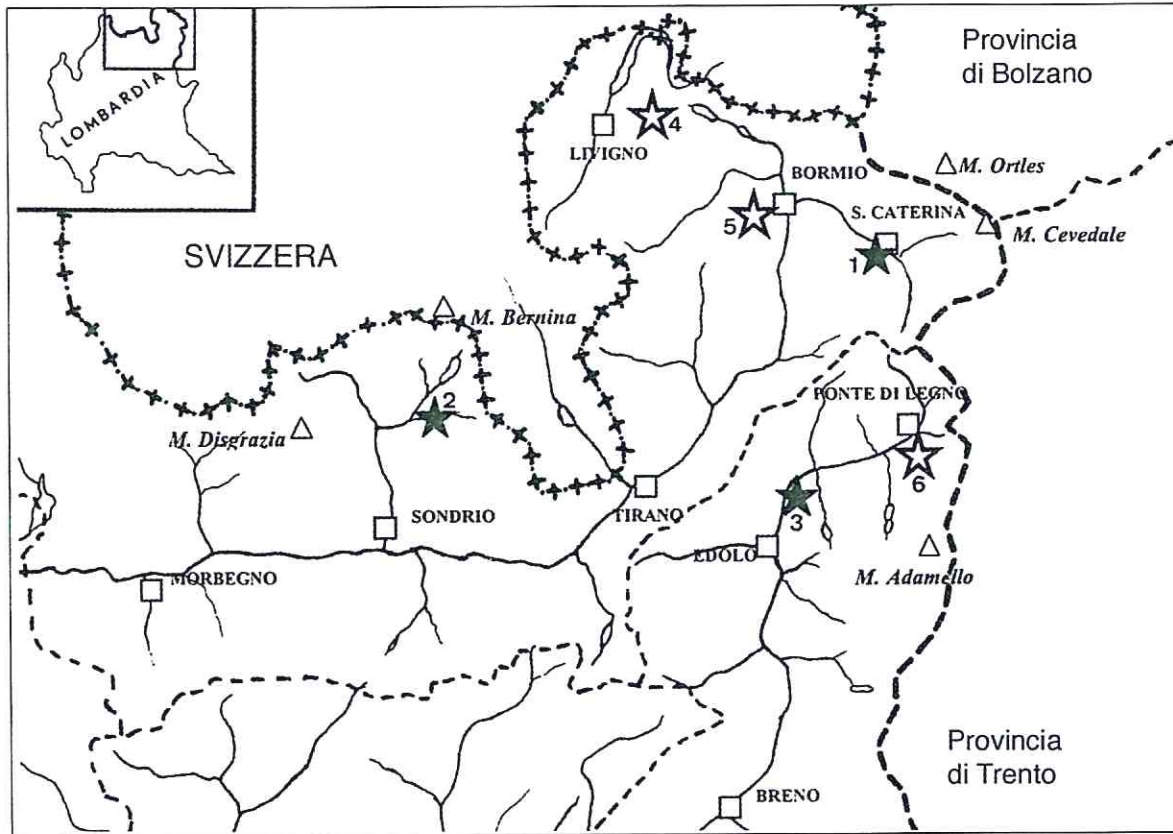 LOMBARDIA
Provincia
di Bolzano
4
LIVIGNO
BORMIO
M. Ortles
5
S. CATERINA
M. Cevedale
SVIZZERA
1
M. Bernina
PONTE DI LEGNO
2
M. Disgrazia
6
3
SONDRIO
TIRANO
EDOLO
MORBEGNO
M. Adamello
Provincia
di Trento
BRENO